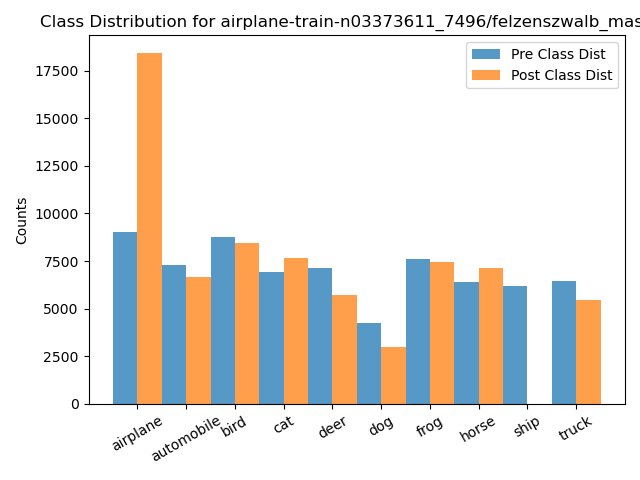 Class Distribution for airplane-train-n03373611_7496/felzenszwalb_mas
Pre Class Dist
Post Class Dist
Counts
17500
15000
12500
10000
7500
5000
2500
0
airplane
automobile
bird
cat
deer
dog
frog
horse
ship
truck